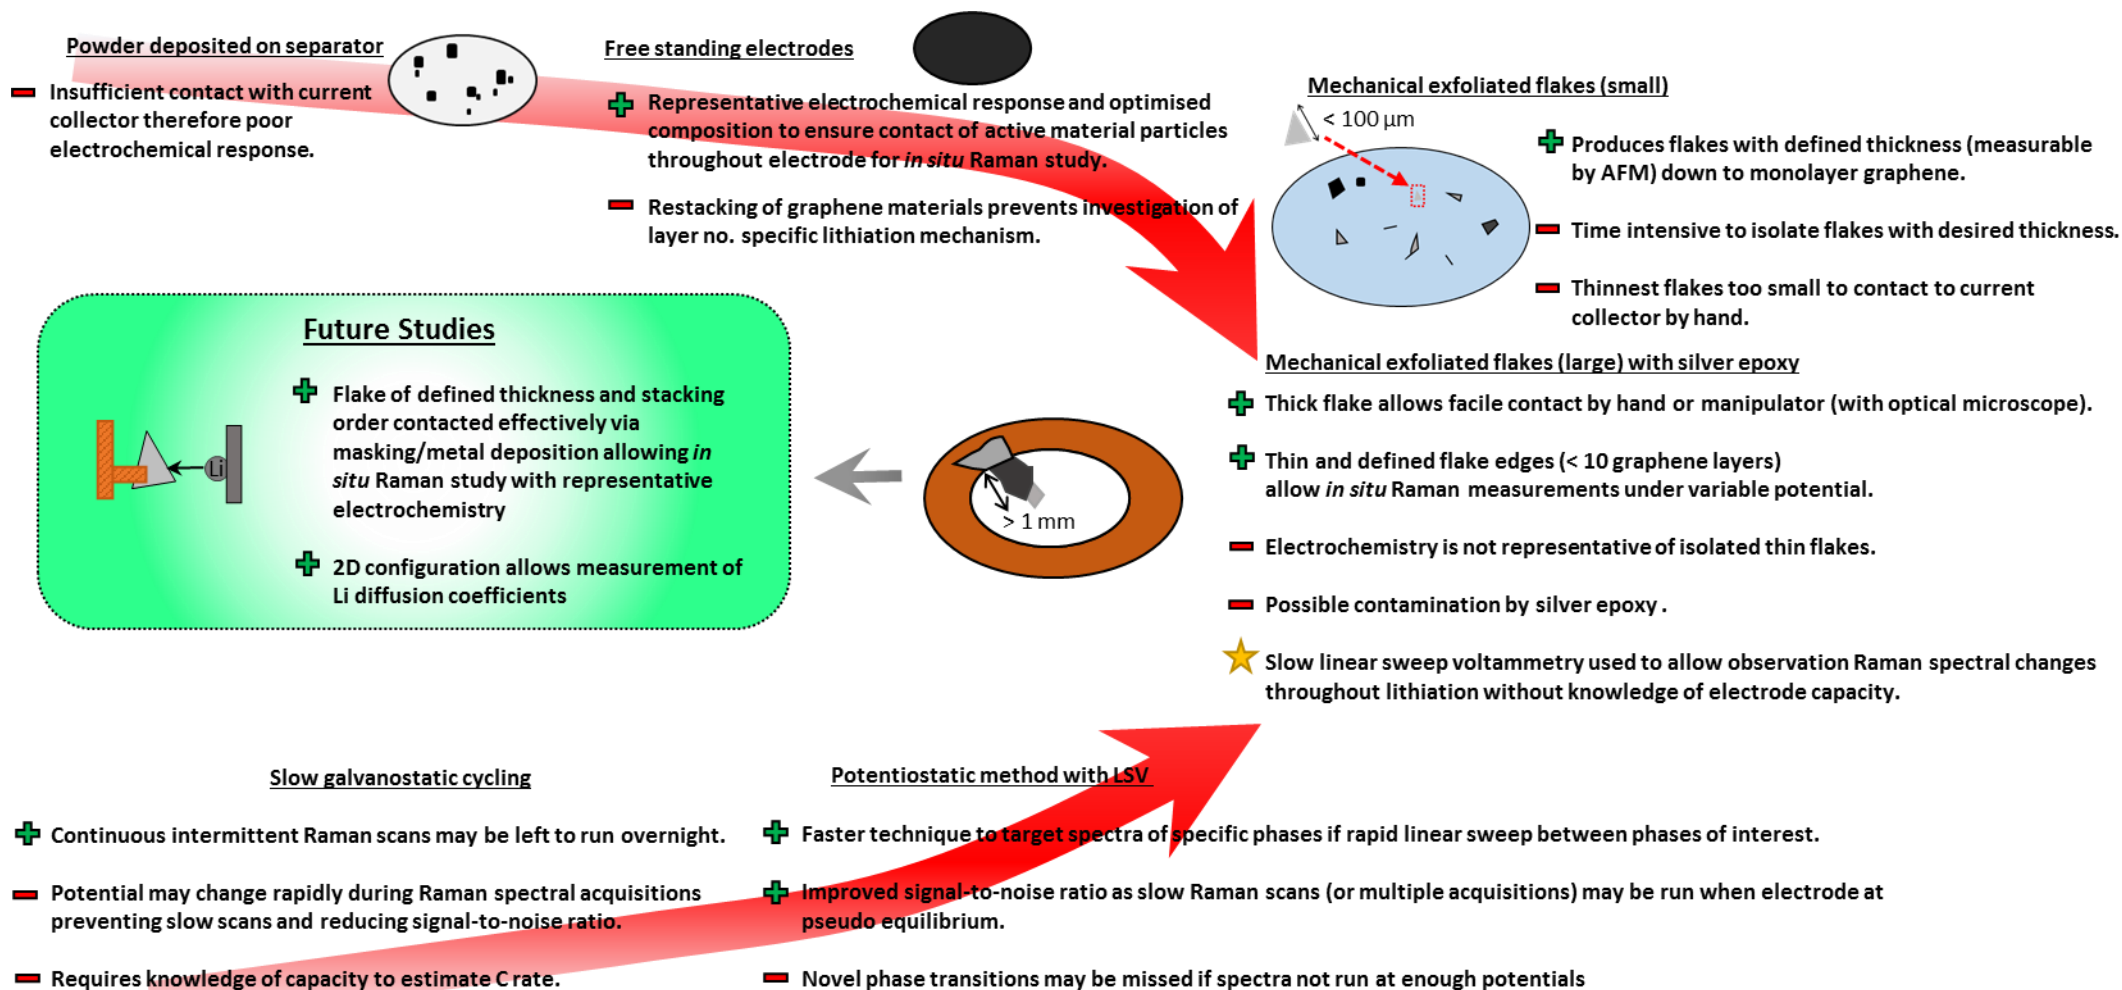 Powder deposited on separator
Insufficient contact with current
collector therefore poor
electrochemical response.
Free standing electrodes
Representative electrochemical response and optimised
composition to ensure contact of active material particles
throughout electrode for in situ Raman study.
Restacking of graphene materials prevents investigation of
layer no. specific lithiation mechanism.
Mechanical exfoliated flakes (small)
< 100 µm
Produces flakes with defined thickness (measurable
by AFM) down to monolayer graphene.
Time intensive to isolate flakes with desired thickness.
Thinnest flakes too small to contact to current
collector by hand.
Mechanical exfoliated flakes (large) with silver epoxy
Thick flake allows facile contact by hand or manipulator (with optical microscope).
Thin and defined flake edges (< 10 graphene layers)
allow in situ Raman measurements under variable potential.
Electrochemistry is not representative of isolated thin flakes.
Possible contamination by silver epoxy .
Slow linear sweep voltammetry used to allow observation Raman spectral changes
throughout lithiation without knowledge of electrode capacity.
> 1 mm
Future Studies
Flake of defined thickness and stacking
order contacted effectively via
masking/metal deposition allowing in
situ Raman study with representative
electrochemistry
2D configuration allows measurement of
Li diffusion coefficients
Li
Slow galvanostatic cycling
Continuous intermittent Raman scans may be left to run overnight.
Potential may change rapidly during Raman spectral acquisitions
preventing slow scans and reducing signal-to-noise ratio.
Requires knowledge of capacity to estimate C rate.
Potentiostatic method with LSV
Faster technique to target spectra of specific phases if rapid linear sweep between phases of interest.
Improved signal-to-noise ratio as slow Raman scans (or multiple acquisitions) may be run when electrode at
pseudo equilibrium.
Novel phase transitions may be missed if spectra not run at enough potentials